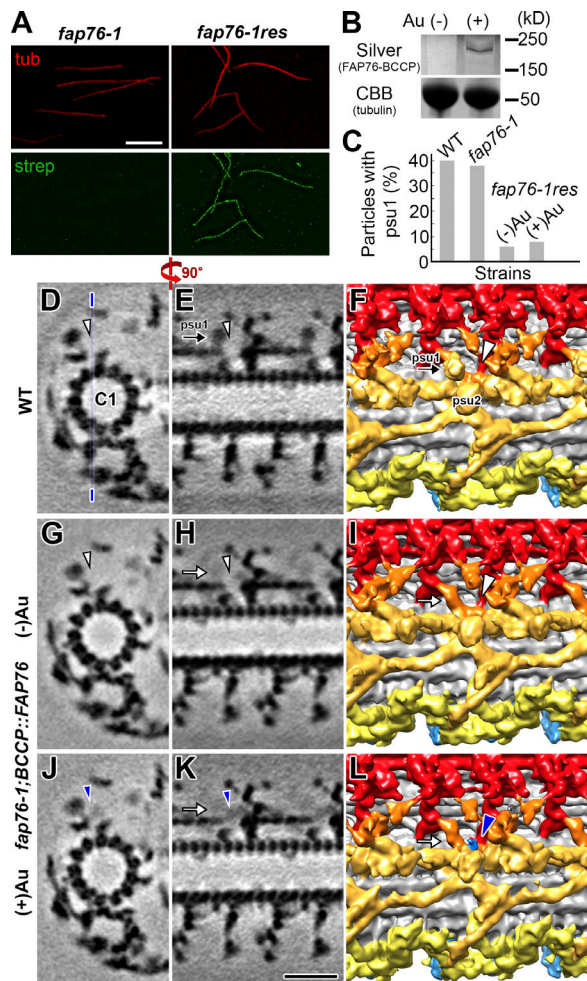 A
fap76-1
fap76-1res
tub
strep
B
Au (-) (+) (kD)
Silver
(FAP76-BCCP)
250
150
CBB
(tubulin)
50
C
Particles with
psu1 (%)
40
30
20
10
0
WT
fap76-1
fap76-1res
(-)Au
(+)Au
Strains
90°
D
C1
E
psu1
F
psu1
psu2
WT
G
H
I
(-)Au
fap76-1;BCCP::FAP76
J
K
L
(+)Au